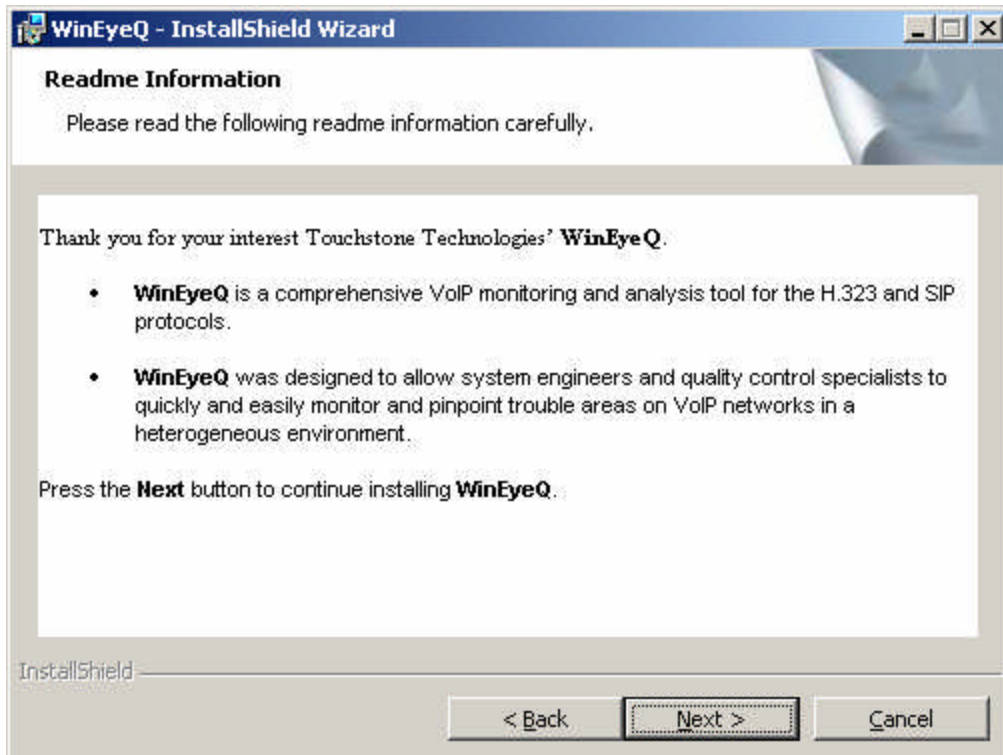 WinEyeQ - InstallShield Wizard
Readme Information
Please read the following readme information carefully.
Thank you for your interest Touchstone Technologies’ WinEyeQ.
• WinEyeQ is a comprehensive VoIP monitoring and analysis tool for the H.323 and SIP
protocols.
• WinEyeQ was designed to allow system engineers and quality control specialists to
quickly and easily monitor and pinpoint trouble areas on VoIP networks in a
heterogeneous environment.
Press the Next button to continue installing WinEyeQ.
InstallShield
< Back Next > Cancel